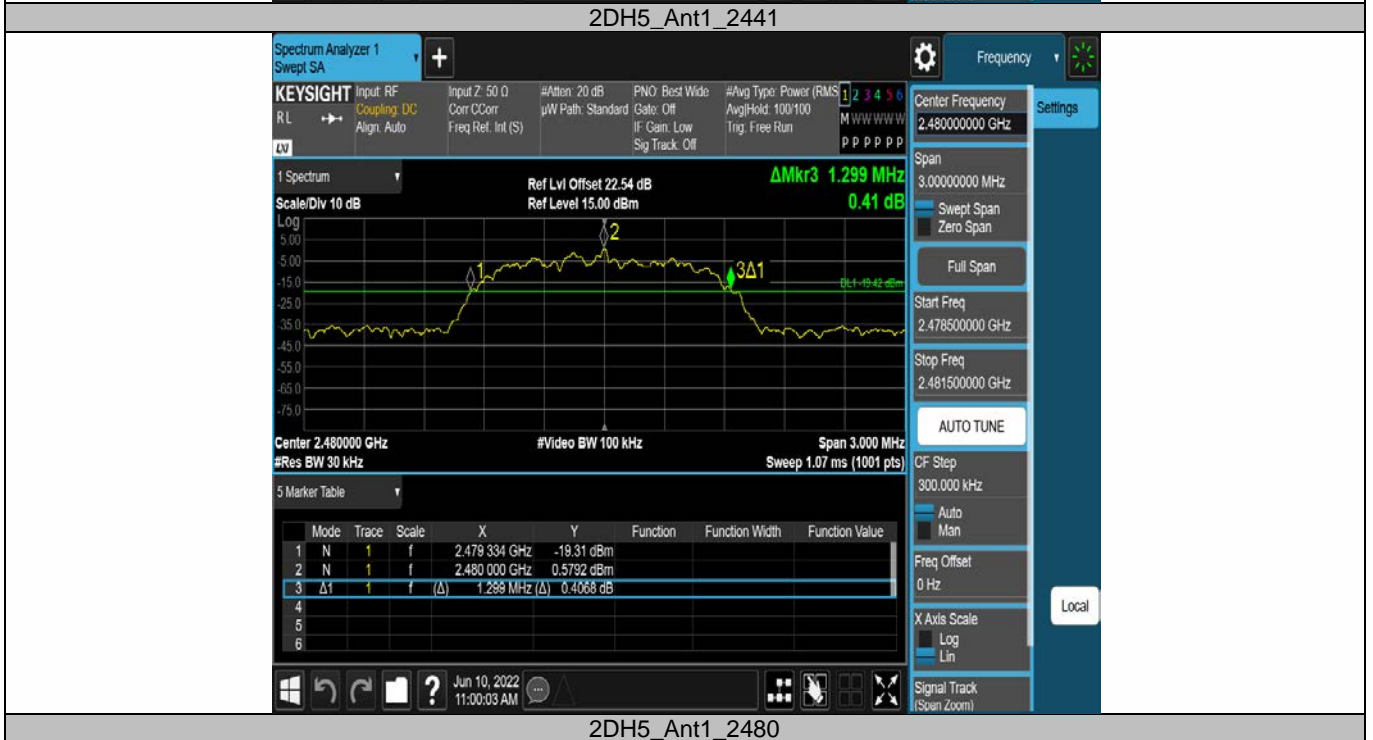 2DH5_Ant1_2441
Spectrum Analyzer 1
Swept SA
+
Frequency
KEYSIGHT
RL
LXI
Input: RF
Coupling: DC
Align: Auto
Input Z: 50 Ω
Corr CCorr
Freq Ref: Int (S)
#Atten: 20 dB
µW Path: Standard
PNO: Best Wide
Gate: Off
IF Gain: Low
Sig Track: Off
#Avg Type: Power (RMS
Avg|Hold: 100/100
Trig: Free Run
1 2 3 4 5 6
M W W W W W
P P P P P P
1 Spectrum
Scale/Div 10 dB
Ref Lvl Offset 22.54 dB
Ref Level 15.00 dBm
ΔMkr3 1.299 MHz
0.41 dB
Log
5.00
-5.00
-15.0
-25.0
-35.0
-45.0
-55.0
-65.0
-75.0
1
2
3Δ1
DL1 -19.42 dBm
Center 2.480000 GHz
#Video BW 100 kHz
Span 3.000 MHz
#Res BW 30 kHz
Sweep 1.07 ms (1001 pts)
5 Marker Table
Mode Trace Scale X Y Function Function Width Function Value
1 N 1 f 2.479 334 GHz -19.31 dBm
2 N 1 f 2.480 000 GHz 0.5792 dBm
3 Δ1 1 f (Δ) 1.299 MHz (Δ) 0.4068 dB
4
5
6
Center Frequency
2.480000000 GHz
Settings
Span
3.00000000 MHz
Swept Span
Zero Span
Full Span
Start Freq
2.478500000 GHz
Stop Freq
2.481500000 GHz
AUTO TUNE
CF Step
300.000 kHz
Auto
Man
Freq Offset
0 Hz
X Axis Scale
Log
Lin
Local
Signal Track
(Span Zoom)
?
Jun 10, 2022
11:00:03 AM
2DH5_Ant1_2480